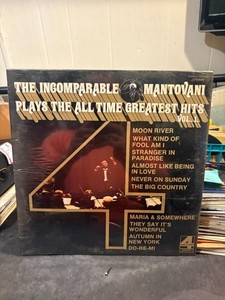 THE INCOMPARABLE MANTOVANI
PLAYS THE ALL TIME GREATEST HITS
VOL. 1
MOON RIVER
WHAT KIND OF
FOOL AM I
STRANGER IN
PARADISE
ALMOST LIKE BEING
IN LOVE
NEVER ON SUNDAY
THE BIG COUNTRY
MARIA & SOMEWHERE
THEY SAY IT'S
WONDERFUL
AUTUMN IN
NEW YORK
DO-RE-MI
4